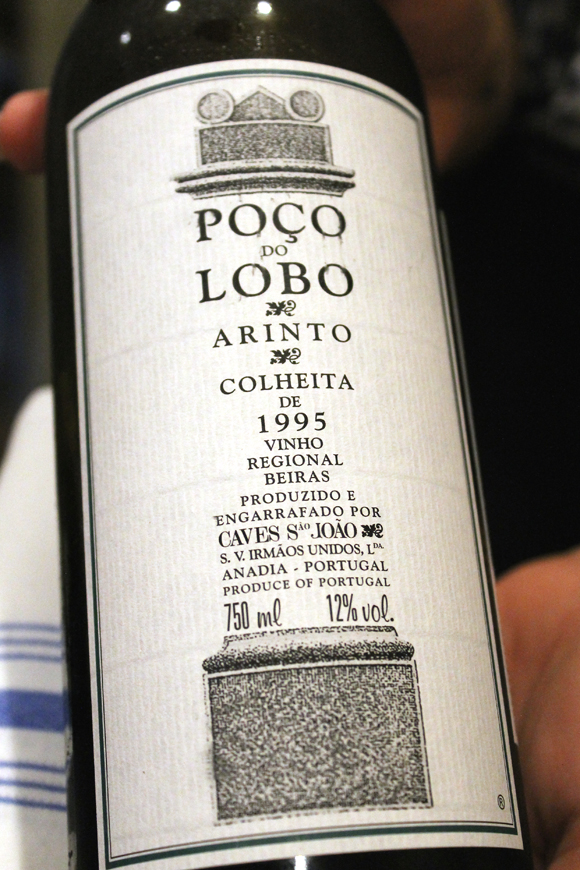 POÇO
DO
LOBO
ARINTO
COLHEITA
DE
1995
VINHO
REGIONAL
BEIRAS
PRODUZIDO E
ENGARRAFADO POR
CAVES São JOÃO
S. V. IRMÃOS UNIDOS, LDA.
ANADIA - PORTUGAL
PRODUCE OF PORTUGAL
750 ml 12% vol.
®